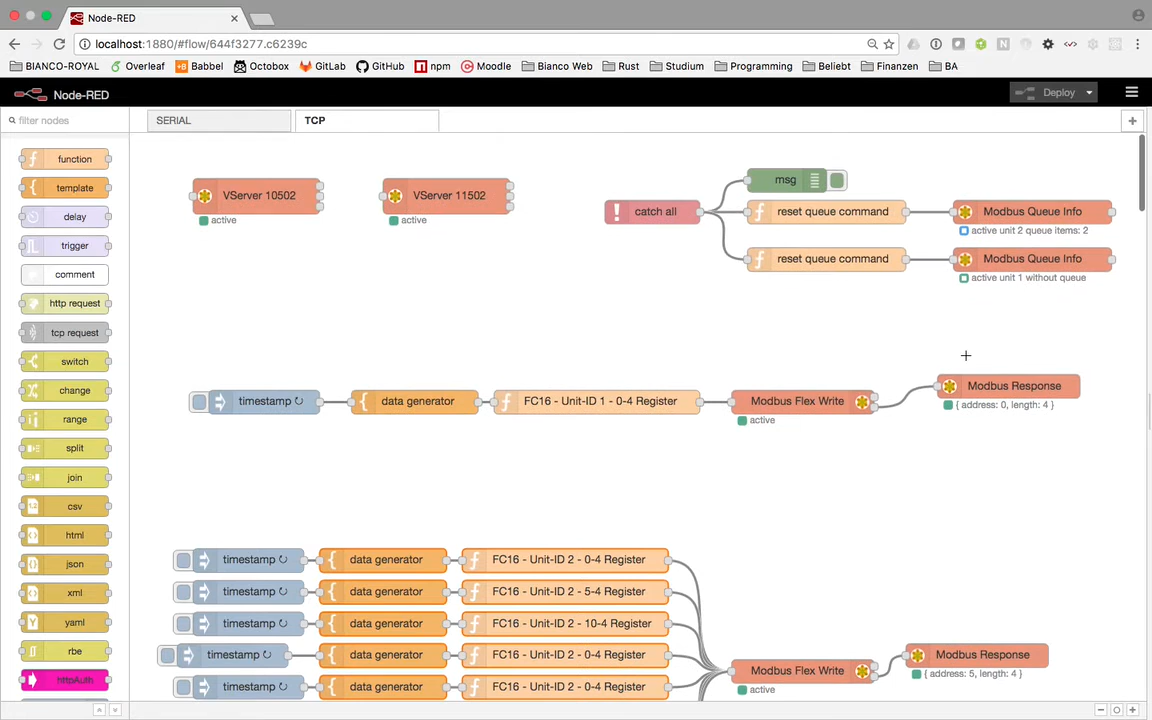 Node-RED
localhost:1880/#flow/644f3277.c6239c
BIANCO-ROYAL Overleaf Babbel Octobox GitLab GitHub npm Moodle Bianco Web Rust Studium Programming Beliebt Finanzen BA
Node-RED
Deploy
filter nodes
SERIAL
TCP
function
template
delay
trigger
comment
http request
tcp request
switch
change
range
split
join
csv
html
json
xml
yaml
rbe
httpAuth
VServer 10502
active
VServer 11502
active
catch all
msg
reset queue command
Modbus Queue Info
active unit 2 queue items: 2
reset queue command
Modbus Queue Info
active unit 1 without queue
timestamp ↻
data generator
FC16 - Unit-ID 1 - 0-4 Register
Modbus Flex Write
active
Modbus Response
{ address: 0, length: 4 }
timestamp ↻
data generator
FC16 - Unit-ID 2 - 0-4 Register
timestamp ↻
data generator
FC16 - Unit-ID 2 - 5-4 Register
timestamp ↻
data generator
FC16 - Unit-ID 2 - 10-4 Register
timestamp ↻
data generator
FC16 - Unit-ID 2 - 0-4 Register
timestamp ↻
data generator
FC16 - Unit-ID 2 - 0-4 Register
Modbus Flex Write
active
Modbus Response
{ address: 5, length: 4 }